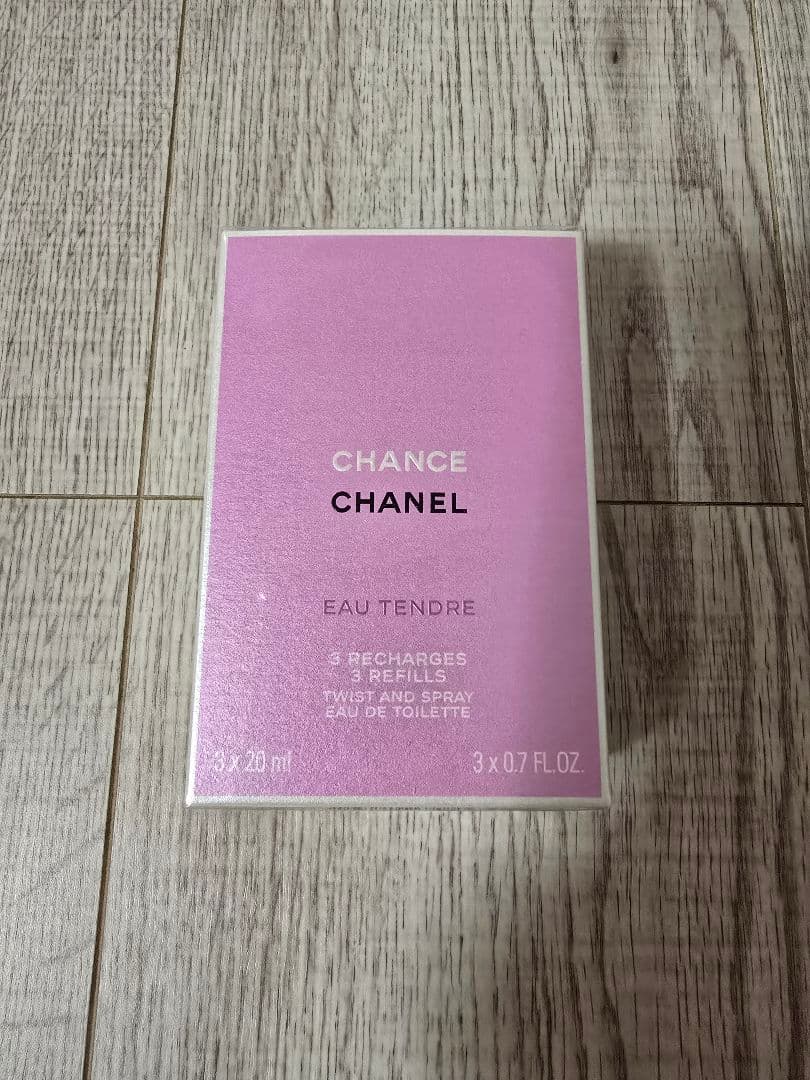 CHANCE
CHANEL
EAU TENDRE
3 RECHARGES
3 REFILLS
TWIST AND SPRAY
EAU DE TOILETTE
3 x 20 ml
3 x 0.7 FL.OZ.